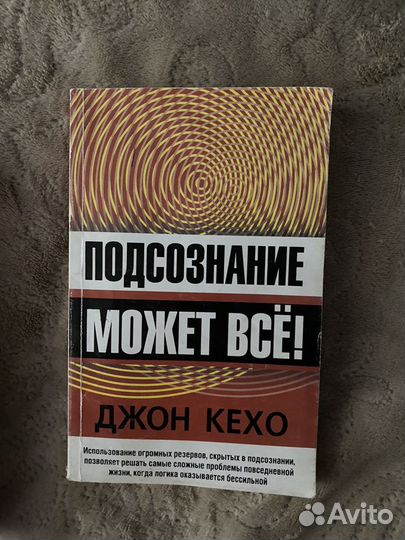 ПОДСОЗНАНИЕ
МОЖЕТ ВСЁ!
ДЖОН КЕХО
Использование огромных резервов, скрытых в подсознании,
позволяет решать самые сложные проблемы повседневной
жизни, когда логика оказывается бессильной
Avito